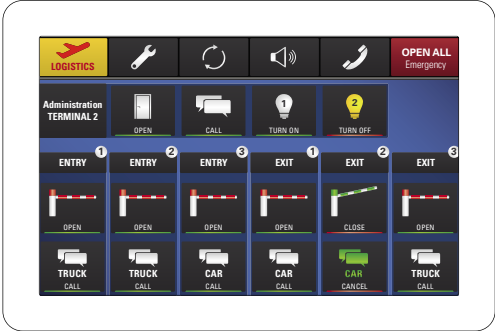 LOGISTICS
OPEN ALL
Emergency
Administration
TERMINAL 2
OPEN
CALL
1
TURN ON
2
TURN OFF
ENTRY 1
ENTRY 2
ENTRY 3
EXIT 1
EXIT 2
EXIT 3
OPEN
OPEN
OPEN
OPEN
CLOSE
OPEN
TRUCK
CALL
TRUCK
CALL
CAR
CALL
CAR
CALL
CAR
CANCEL
TRUCK
CALL